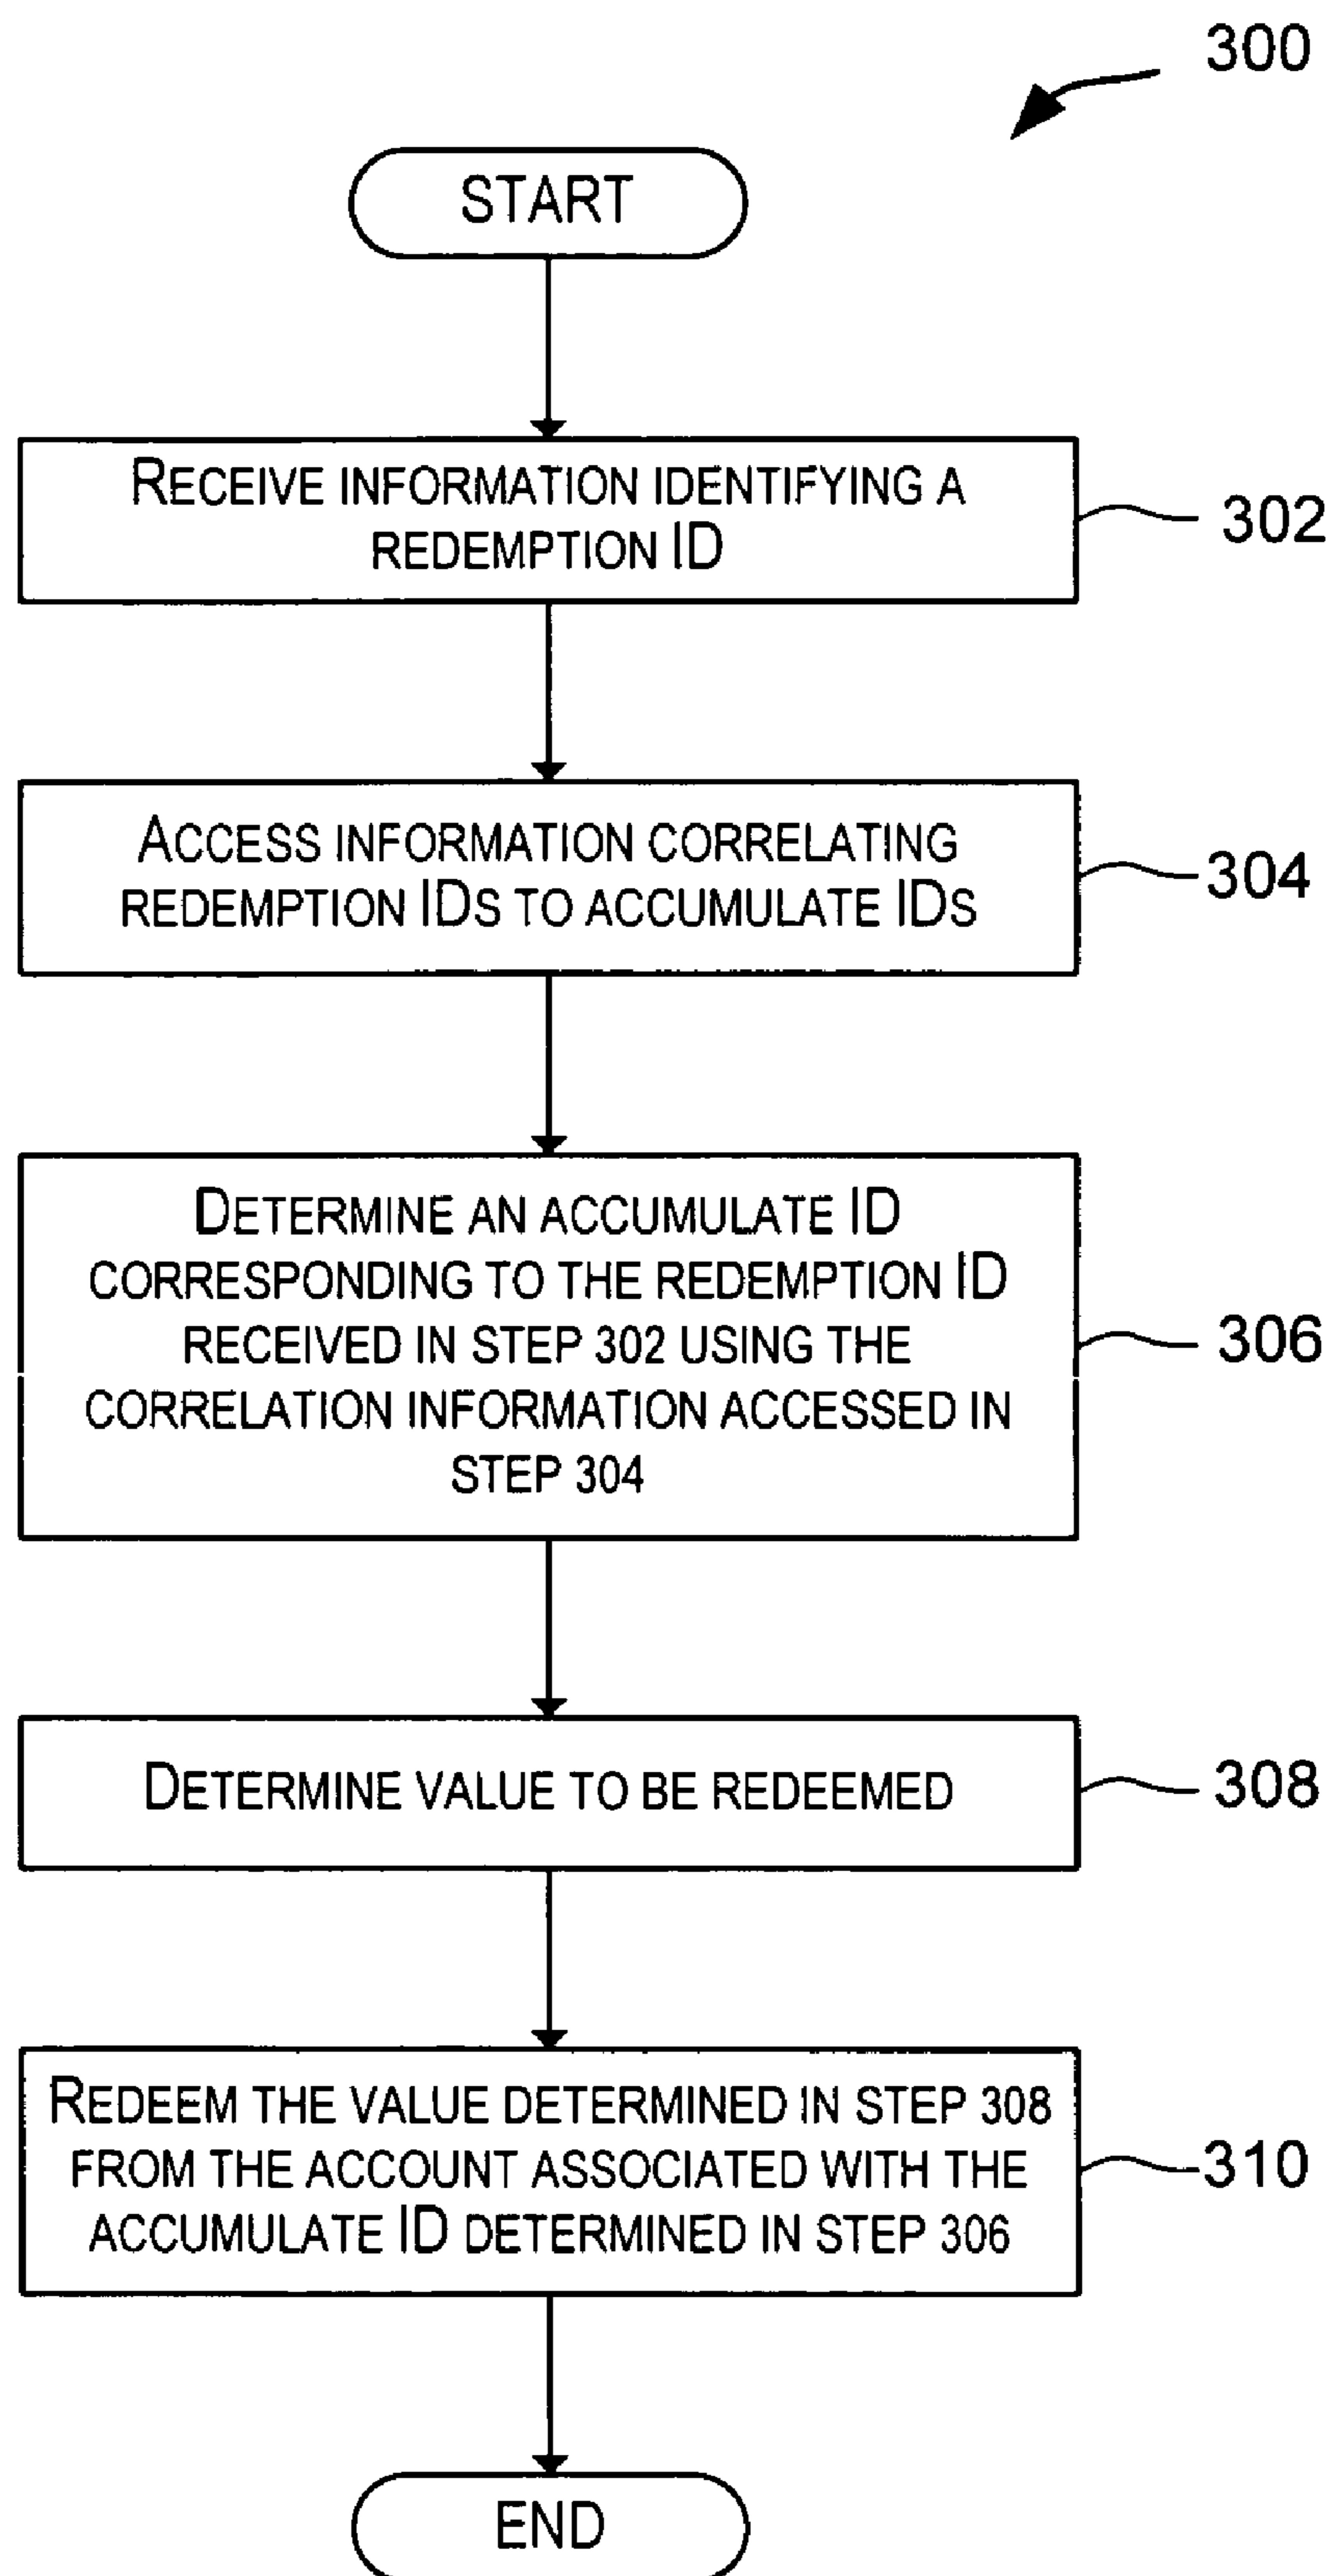 300
START
RECEIVE INFORMATION IDENTIFYING A
REDEMPTION ID
302
ACCESS INFORMATION CORRELATING
REDEMPTION IDS TO ACCUMULATE IDS
304
DETERMINE AN ACCUMULATE ID
CORRESPONDING TO THE REDEMPTION ID
RECEIVED IN STEP 302 USING THE
CORRELATION INFORMATION ACCESSED IN
STEP 304
306
DETERMINE VALUE TO BE REDEEMED
308
REDEEM THE VALUE DETERMINED IN STEP 308
FROM THE ACCOUNT ASSOCIATED WITH THE
ACCUMULATE ID DETERMINED IN STEP 306
310
END